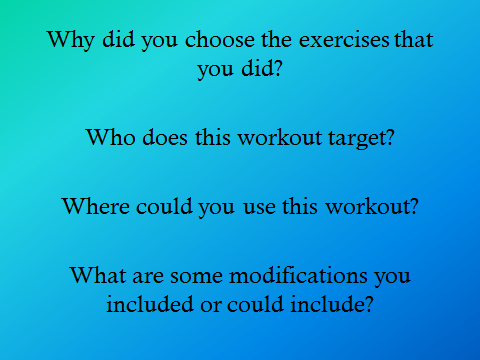 Why did you choose the exercises that
you did?
Who does this workout target?
Where could you use this workout?
What are some modifications you
included or could include?